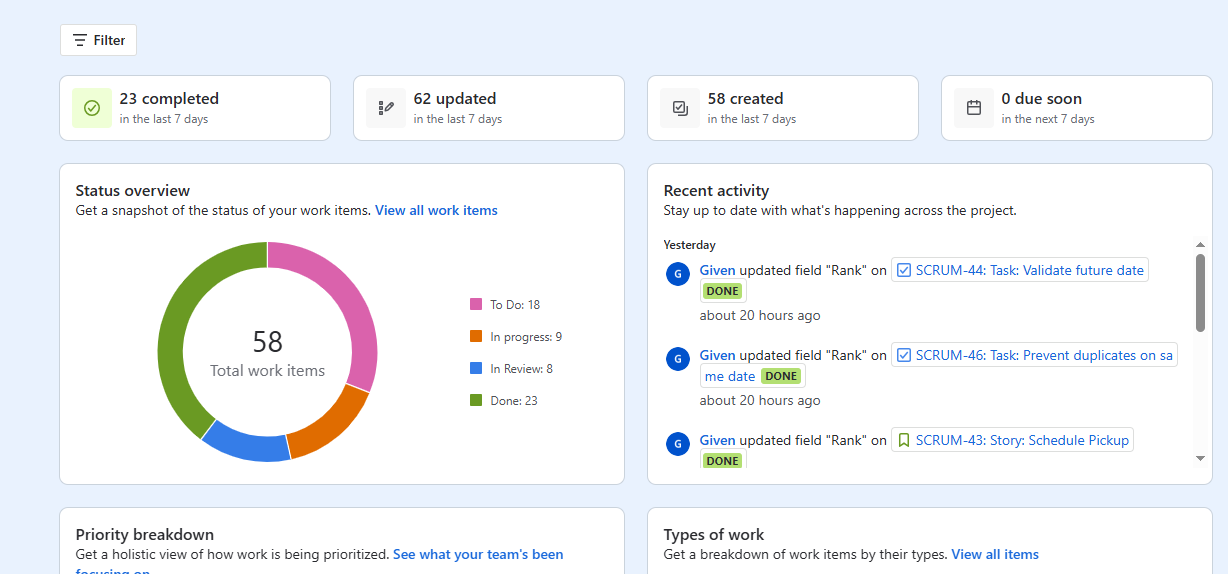 Filter
23 completed
in the last 7 days
62 updated
in the last 7 days
58 created
in the last 7 days
0 due soon
in the next 7 days
Status overview
Get a snapshot of the status of your work items. View all work items
58
Total work items
To Do: 18
In progress: 9
In Review: 8
Done: 23
Recent activity
Stay up to date with what's happening across the project.
Yesterday
G
Given updated field "Rank" on SCRUM-44: Task: Validate future date
DONE
about 20 hours ago
G
Given updated field "Rank" on SCRUM-46: Task: Prevent duplicates on sa
me date DONE
about 20 hours ago
G
Given updated field "Rank" on SCRUM-43: Story: Schedule Pickup
DONE
Priority breakdown
Get a holistic view of how work is being prioritized. See what your team's been
focusing on
Types of work
Get a breakdown of work items by their types. View all items